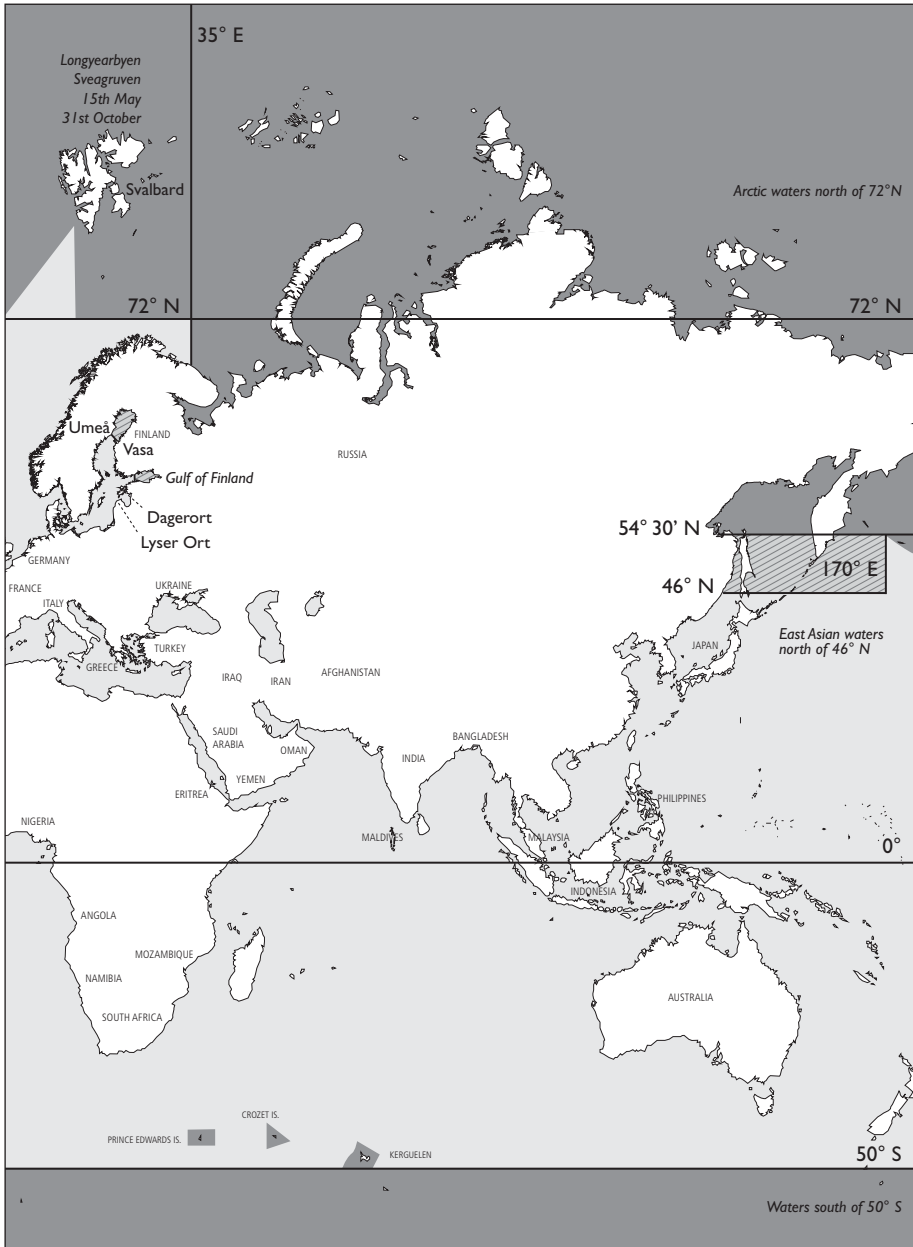 35° E
Longyearbyen
Sveagruven
15th May
31st October
Svalbard
Arctic waters north of 72°N
72° N
72° N
Umeå
FINLAND
Vasa
RUSSIA
Gulf of Finland
Dagerort
Lyser Ort
54° 30’ N
GERMANY
170° E
FRANCE
UKRAINE
46° N
ITALY
East Asian waters
north of 46° N
TURKEY
JAPAN
GREECE
IRAQ
IRAN
AFGHANISTAN
SAUDI
ARABIA
OMAN
BANGLADESH
INDIA
YEMEN
ERITREA
PHILIPPINES
NIGERIA
MALDIVES
MALAYSIA
0°
INDONESIA
ANGOLA
MOZAMBIQUE
NAMIBIA
AUSTRALIA
SOUTH AFRICA
CROZET IS.
PRINCE EDWARDS IS.
KERGUELEN
50° S
Waters south of 50° S